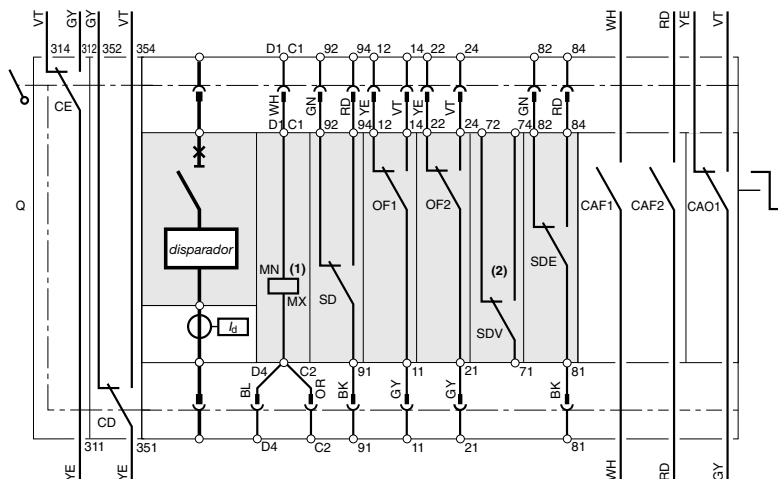 VT GY GY VT WH RD YE VT
314 312 352 354 D1 C1 92 94 12 14 22 24 82 84
CE
WH GN RD YE VT YE VT GN RD
D1 C1 92 94 12 14 22 24 72 74 82 84
Q OF1 OF2 CAF1 CAF2 CAO1
disparador
MN (1) (2) SDE
MX SD
Id SDV
D4 C2 91 11 21 71 81
BL OR BK GY GY BK
CD
311 351 D4 C2 91 11 21 81
YE YE WH RD GY